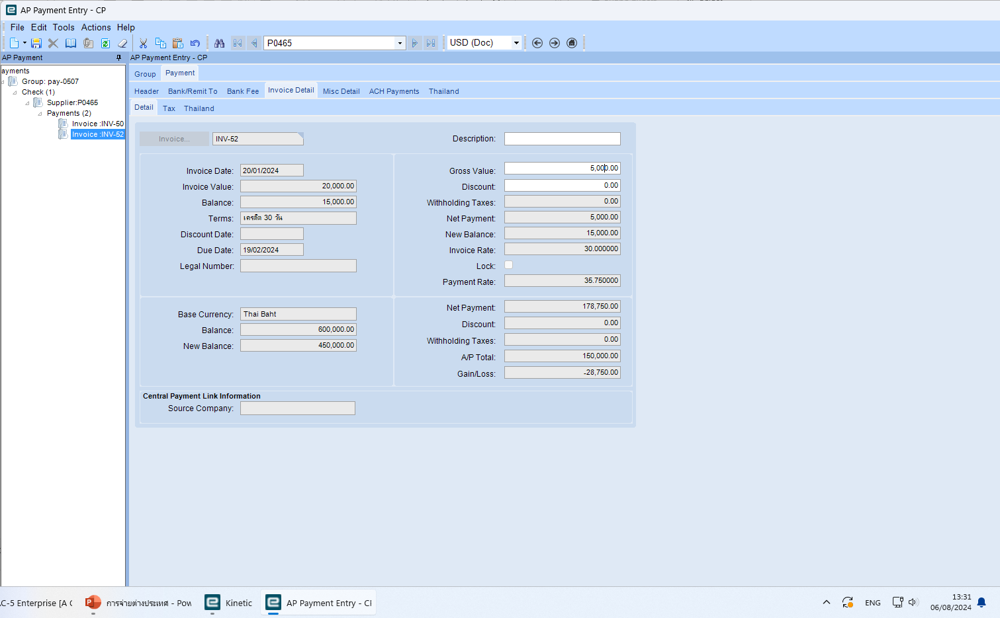 AP Payment Entry - CP
File Edit Tools Actions Help
P0465
USD (Doc)
AP Payment
AP Payment Entry - CP
ayments
Group: pay-0507
Check (1)
Supplier:P0465
Payments (2)
Invoice :INV-50
Invoice :INV-52
Group Payment
Header Bank/Remit To Bank Fee Invoice Detail Misc Detail ACH Payments Thailand
Detail Tax Thailand
Invoice... INV-52
Description:
Invoice Date: 20/01/2024
Invoice Value: 20,000.00
Balance: 15,000.00
Terms: เครดิต 30 วัน
Discount Date:
Due Date: 19/02/2024
Legal Number:
Gross Value: 5,000.00
Discount: 0.00
Withholding Taxes: 0.00
Net Payment: 5,000.00
New Balance: 15,000.00
Invoice Rate: 30.000000
Lock:
Payment Rate: 35.750000
Base Currency: Thai Baht
Balance: 600,000.00
New Balance: 450,000.00
Net Payment: 178,750.00
Discount: 0.00
Withholding Taxes: 0.00
A/P Total: 150,000.00
Gain/Loss: -28,750.00
Central Payment Link Information
Source Company:
C-5 Enterprise [A
การจ่ายต่างประเทศ - Pow
Kinetic
AP Payment Entry - CI
ENG
13:31
06/08/2024